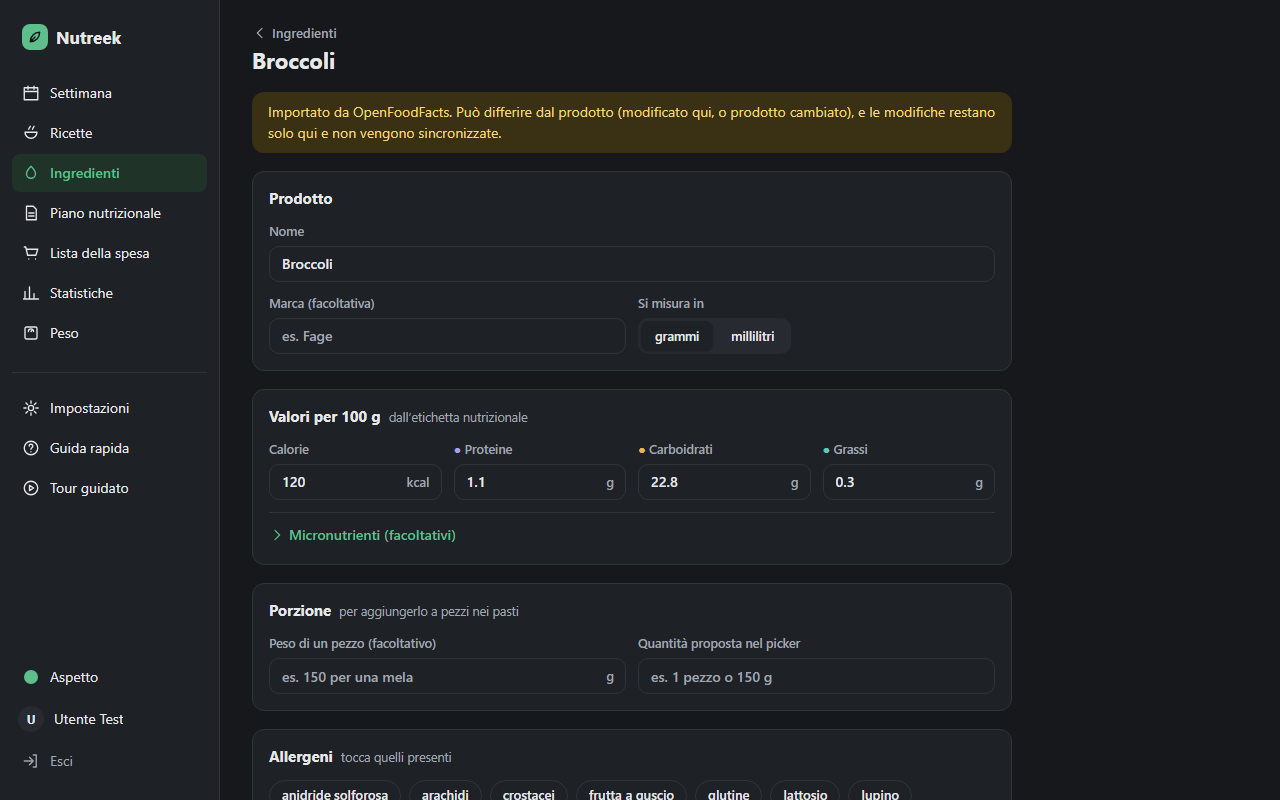 Nutreek
Settimana
Ricette
Ingredienti
Piano nutrizionale
Lista della spesa
Statistiche
Peso
Impostazioni
Guida rapida
Tour guidato
Aspetto
U Utente Test
Esci
Ingredienti
Broccoli
Importato da OpenFoodFacts. Può differire dal prodotto (modificato qui, o prodotto cambiato), e le modifiche restano
solo qui e non vengono sincronizzate.
Prodotto
Nome
Broccoli
Marca (facoltativa) Si misura in
es. Fage grammi millilitri
Valori per 100 g dall'etichetta nutrizionale
Calorie Proteine Carboidrati Grassi
120 kcal 1.1 g 22.8 g 0.3 g
Micronutrienti (facoltativi)
Porzione per aggiungerlo a pezzi nei pasti
Peso di un pezzo (facoltativo) Quantità proposta nel picker
es. 150 per una mela g es. 1 pezzo o 150 g
Allergeni tocca quelli presenti
anidride solforosa arachidi crostacei frutta a guscio glutine lattosio lupino